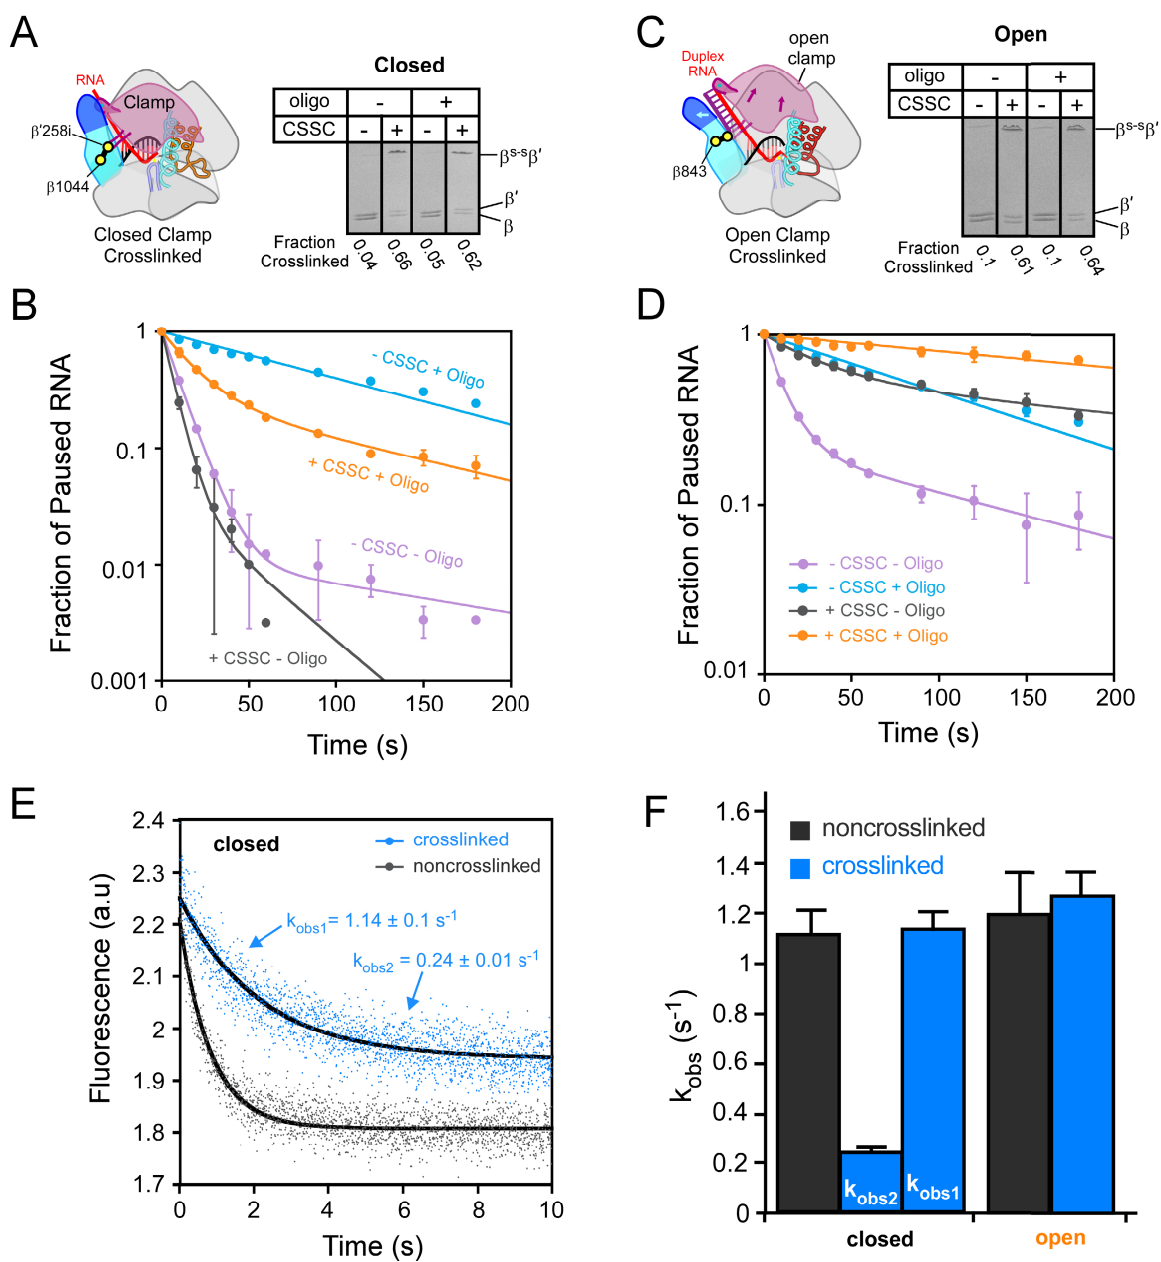 A
RNA
Clamp
β′258i
β1044
Closed Clamp
Crosslinked
Closed
oligo - +
CSSC - + - +
βˢ⁻ˢβ′
β′
β
Fraction
Crosslinked
0.04 0.66 0.05 0.62
C
Duplex
RNA
open
clamp
β843
Open Clamp
Crosslinked
Open
oligo - +
CSSC - + - +
βˢ⁻ˢβ′
β′
β
Fraction
Crosslinked
0.1 0.61 0.1 0.64
B
Fraction of Paused RNA
1
0.1
0.01
0.001
- CSSC + Oligo
+ CSSC + Oligo
- CSSC - Oligo
+ CSSC - Oligo
0 50 100 150 200
Time (s)
D
Fraction of Paused RNA
1
0.1
0.01
- CSSC - Oligo
- CSSC + Oligo
+ CSSC - Oligo
+ CSSC + Oligo
0 50 100 150 200
Time (s)
E
Fluorescence (a.u)
2.4
2.3
2.2
2.1
2
1.9
1.8
1.7
closed
crosslinked
noncrosslinked
kobs1= 1.14 ± 0.1 s⁻¹
kobs2 = 0.24 ± 0.01 s⁻¹
0 2 4 6 8 10
Time (s)
F
kobs (s⁻¹)
1.6
1.4
1.2
1
0.8
0.6
0.4
0.2
0
noncrosslinked
crosslinked
kobs2 kobs1
closed open